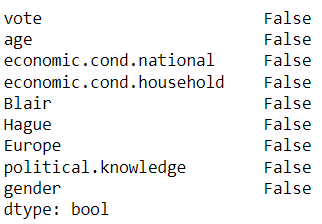 vote False
age False
economic.cond.national False
economic.cond.household False
Blair False
Hague False
Europe False
political.knowledge False
gender False
dtype: bool